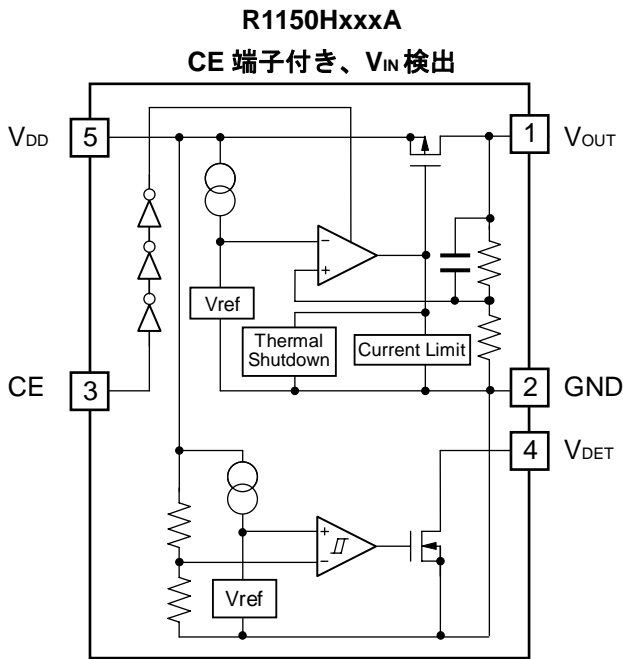 R1150HxxxA
CE 端子付き、VIN 検出
VDD 5
1 VOUT
−
+
Vref
Thermal
Shutdown
Current Limit
CE 3
2 GND
4 VDET
+
−
Vref